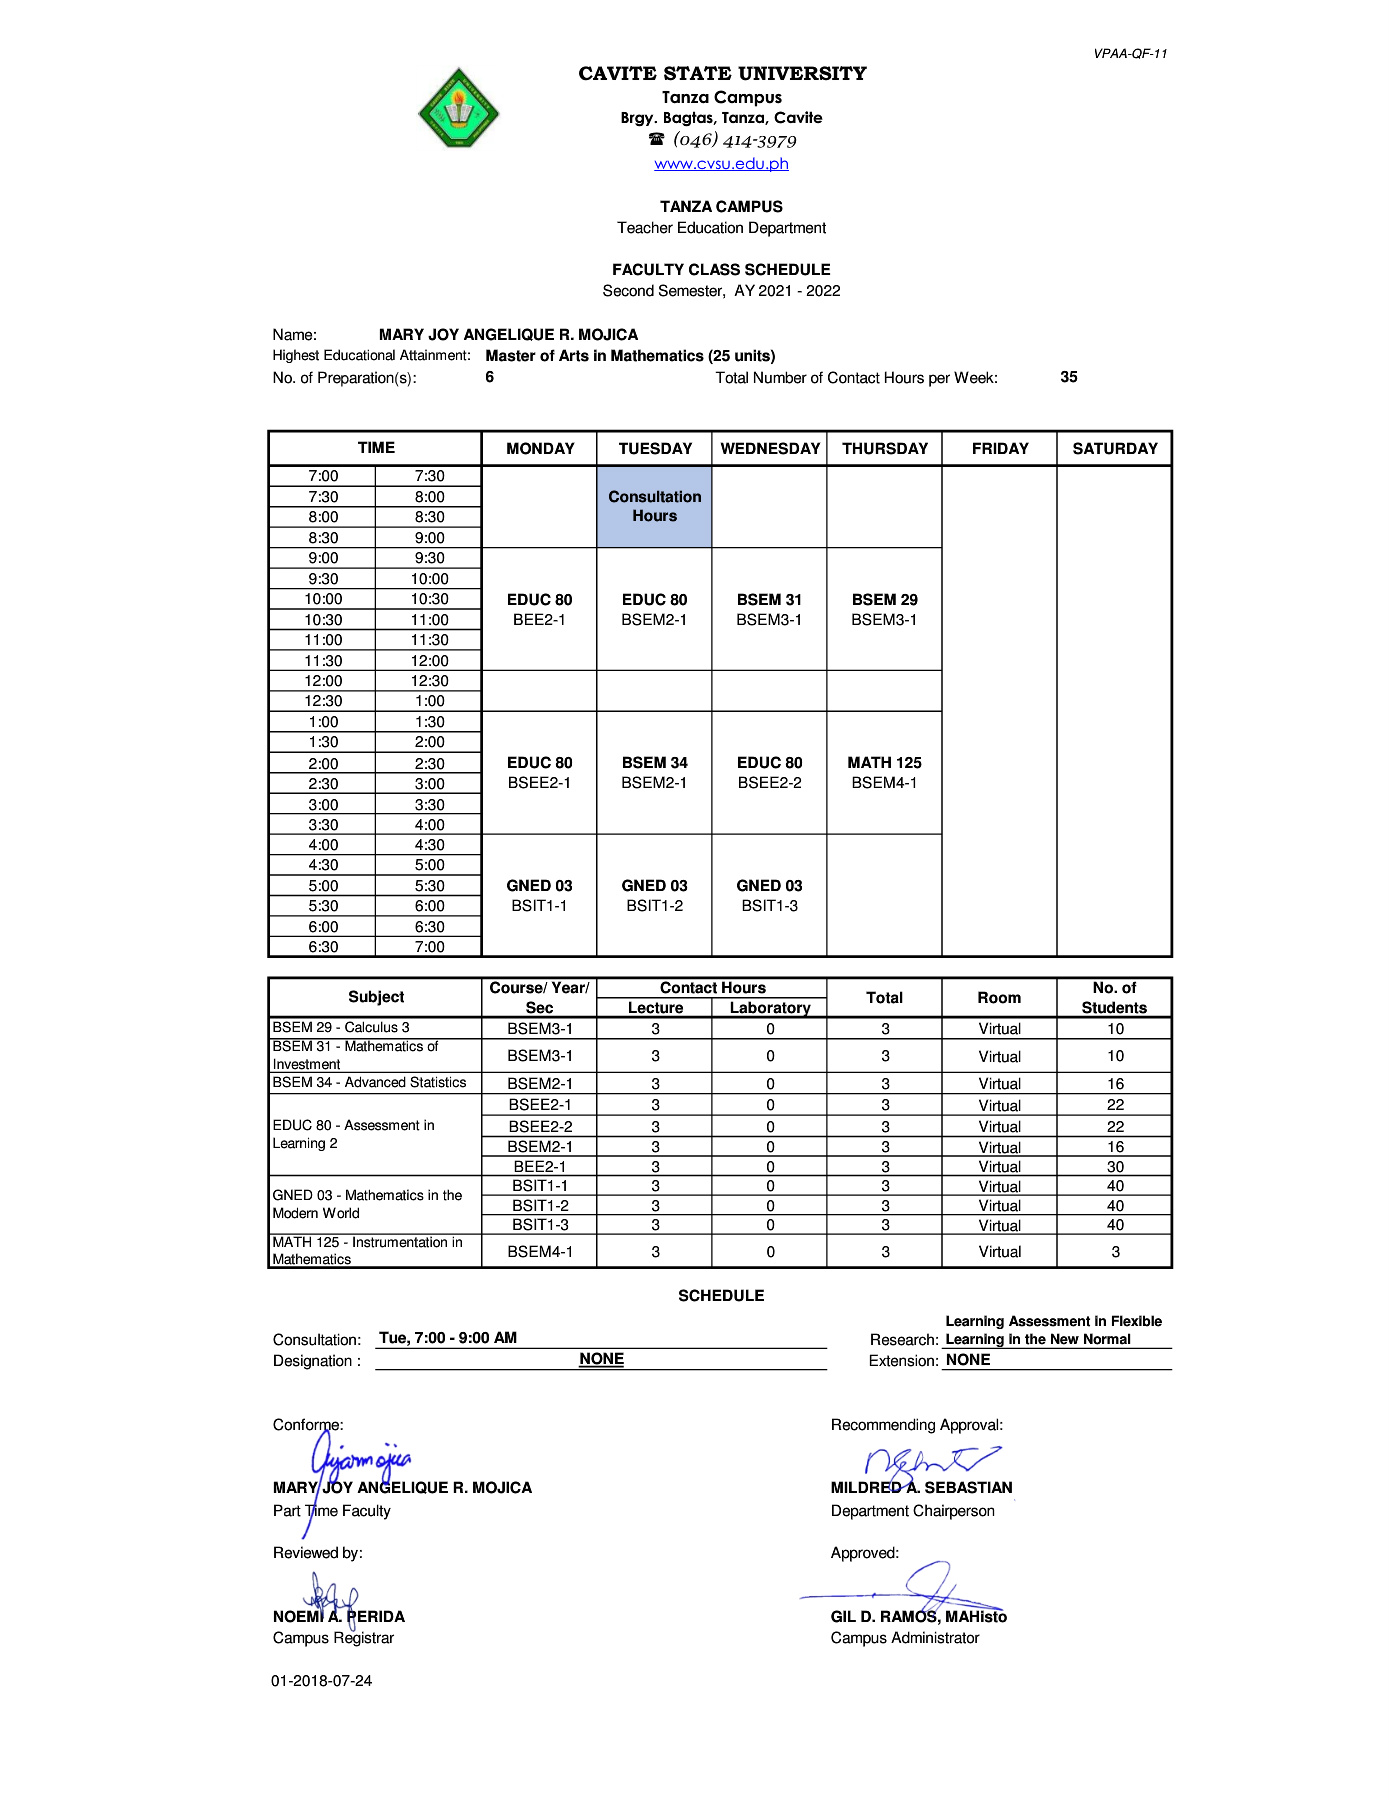 VPAA-QF-11
CAVITE STATE UNIVERSITY
Tanza Campus
Brgy. Bagtas, Tanza, Cavite
☎ (046) 414-3979
www.cvsu.edu.ph
TANZA CAMPUS
Teacher Education Department
FACULTY CLASS SCHEDULE
Second Semester, AY 2021 - 2022
Name: MARY JOY ANGELIQUE R. MOJICA
Highest Educational Attainment: Master of Arts in Mathematics (25 units)
No. of Preparation(s): 6 Total Number of Contact Hours per Week: 35
TIME MONDAY TUESDAY WEDNESDAY THURSDAY FRIDAY SATURDAY
7:00 7:30
7:30 8:00 Consultation
8:00 8:30 Hours
8:30 9:00
9:00 9:30
9:30 10:00
10:00 10:30 EDUC 80 EDUC 80 BSEM 31 BSEM 29
10:30 11:00 BEE2-1 BSEM2-1 BSEM3-1 BSEM3-1
11:00 11:30
11:30 12:00
12:00 12:30
12:30 1:00
1:00 1:30
1:30 2:00
2:00 2:30 EDUC 80 BSEM 34 EDUC 80 MATH 125
2:30 3:00 BSEE2-1 BSEM2-1 BSEE2-2 BSEM4-1
3:00 3:30
3:30 4:00
4:00 4:30
4:30 5:00
5:00 5:30 GNED 03 GNED 03 GNED 03
5:30 6:00 BSIT1-1 BSIT1-2 BSIT1-3
6:00 6:30
6:30 7:00
Subject Course/ Year/ Contact Hours Total Room No. of
Sec Lecture Laboratory Students
BSEM 29 - Calculus 3 BSEM3-1 3 0 3 Virtual 10
BSEM 31 - Mathematics of
Investment BSEM3-1 3 0 3 Virtual 10
BSEM 34 - Advanced Statistics BSEM2-1 3 0 3 Virtual 16
BSEE2-1 3 0 3 Virtual 22
EDUC 80 - Assessment in BSEE2-2 3 0 3 Virtual 22
Learning 2 BSEM2-1 3 0 3 Virtual 16
BEE2-1 3 0 3 Virtual 30
BSIT1-1 3 0 3 Virtual 40
GNED 03 - Mathematics in the
Modern World BSIT1-2 3 0 3 Virtual 40
BSIT1-3 3 0 3 Virtual 40
MATH 125 - Instrumentation in
Mathematics BSEM4-1 3 0 3 Virtual 3
SCHEDULE
Learning Assessment in Flexible
Consultation: Tue, 7:00 - 9:00 AM Research: Learning in the New Normal
Designation : NONE Extension: NONE
Conforme: Recommending Approval:
MARY JOY ANGELIQUE R. MOJICA MILDRED A. SEBASTIAN
Part Time Faculty Department Chairperson
Reviewed by: Approved:
NOEMI A. PERIDA GIL D. RAMOS, MAHisto
Campus Registrar Campus Administrator
01-2018-07-24